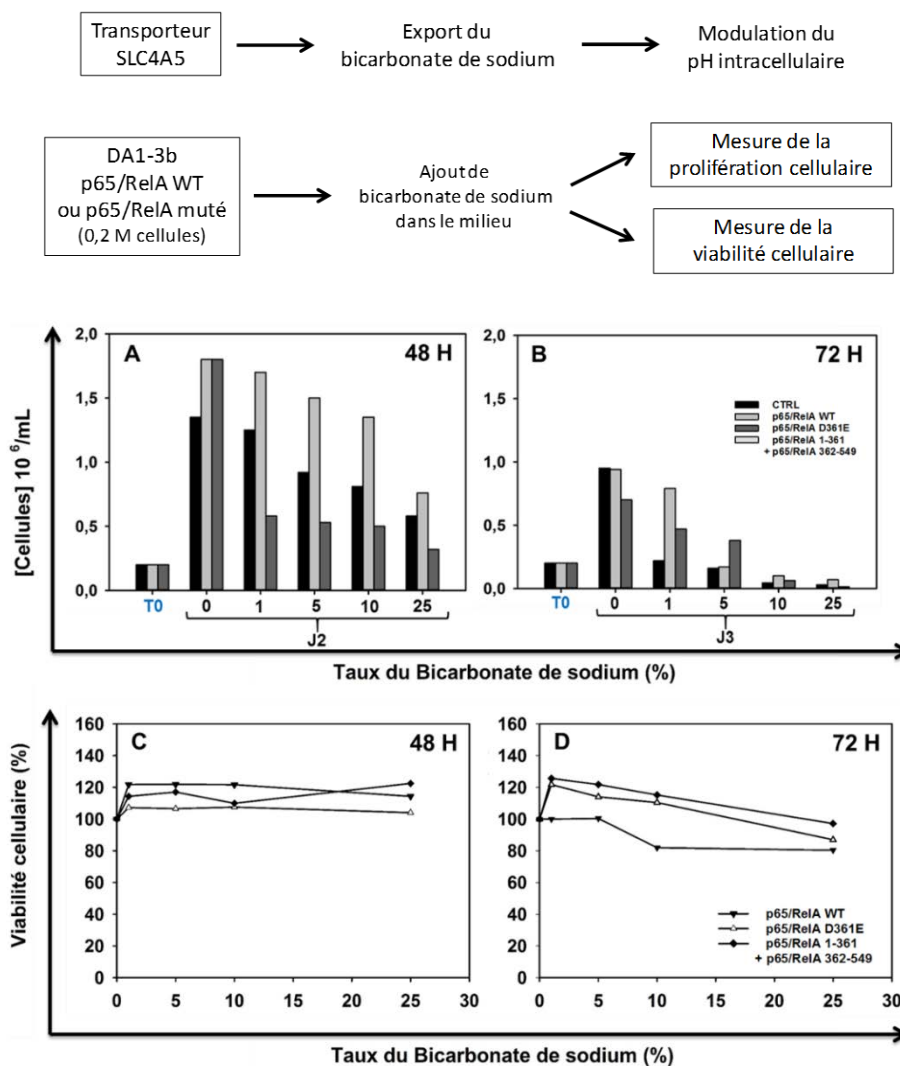 Transporteur
SLC4A5
Export du
bicarbonate de sodium
Modulation du
pH intracellulaire
DA1-3b
p65/RelA WT
ou p65/RelA muté
(0,2 M cellules)
Ajout de
bicarbonate de sodium
dans le milieu
Mesure de la
prolifération cellulaire
Mesure de la
viabilité cellulaire
[Cellules] 10 6/mL
2,0
1,5
1,0
0,5
0,0
A
48 H
T0
0
1
5
10
25
J2
2,0
1,5
1,0
0,5
0,0
B
72 H
CTRL
p65/RelA WT
p65/RelA D361E
p65/RelA 1-361
+ p65/RelA 362-549
T0
0
1
5
10
25
J3
Taux du Bicarbonate de sodium (%)
Viabilité cellulaire (%)
160
140
120
100
80
60
40
20
0
C
48 H
0
5
10
15
20
25
30
160
140
120
100
80
60
40
20
0
D
72 H
p65/RelA WT
p65/RelA D361E
p65/RelA 1-361
+ p65/RelA 362-549
0
5
10
15
20
25
30
Taux du Bicarbonate de sodium (%)